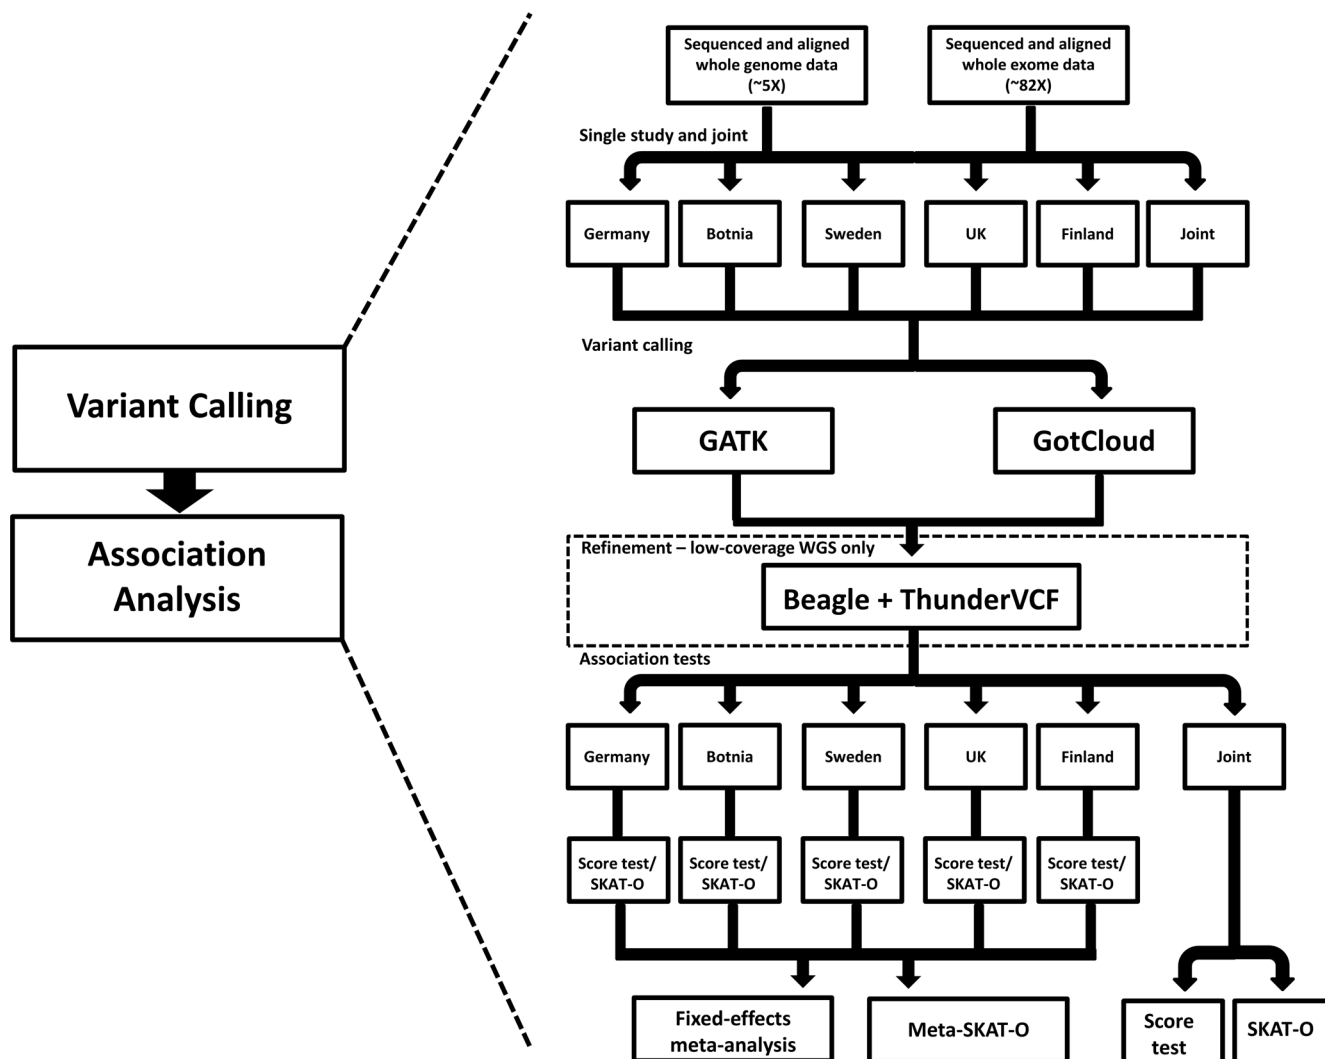 Variant Calling
Association
Analysis
Sequenced and aligned
whole genome data
(~5X)
Sequenced and aligned
whole exome data
(~82X)
Single study and joint
Germany
Botnia
Sweden
UK
Finland
Joint
Variant calling
GATK
GotCloud
Refinement – low-coverage WGS only
Beagle + ThunderVCF
Association tests
Germany
Botnia
Sweden
UK
Finland
Joint
Score test/
SKAT-O
Score test/
SKAT-O
Score test/
SKAT-O
Score test/
SKAT-O
Score test/
SKAT-O
Fixed-effects
meta-analysis
Meta-SKAT-O
Score
test
SKAT-O